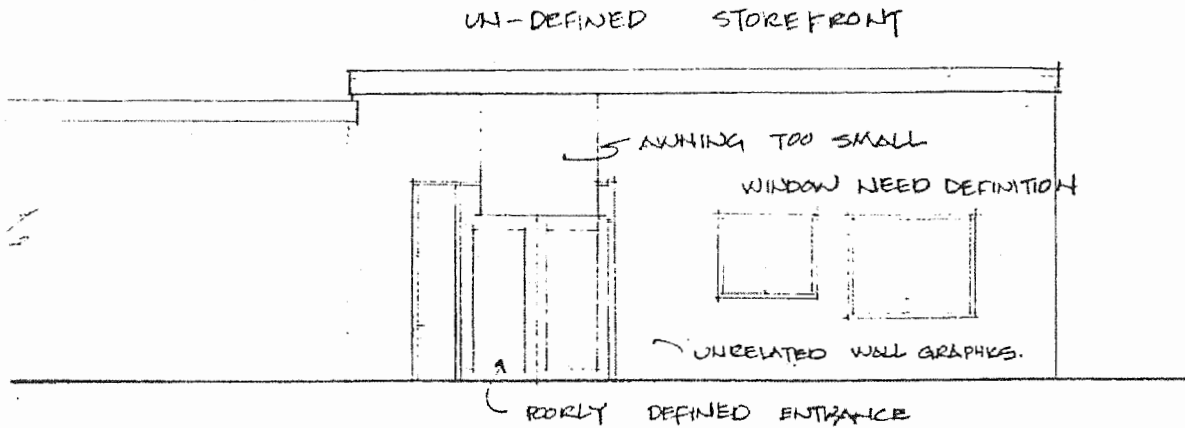 UN-DEFINED STOREFRONT
AWNING TOO SMALL
WINDOW NEED DEFINITION
UNRELATED WALL GRAPHICS.
POORLY DEFINED ENTRANCE